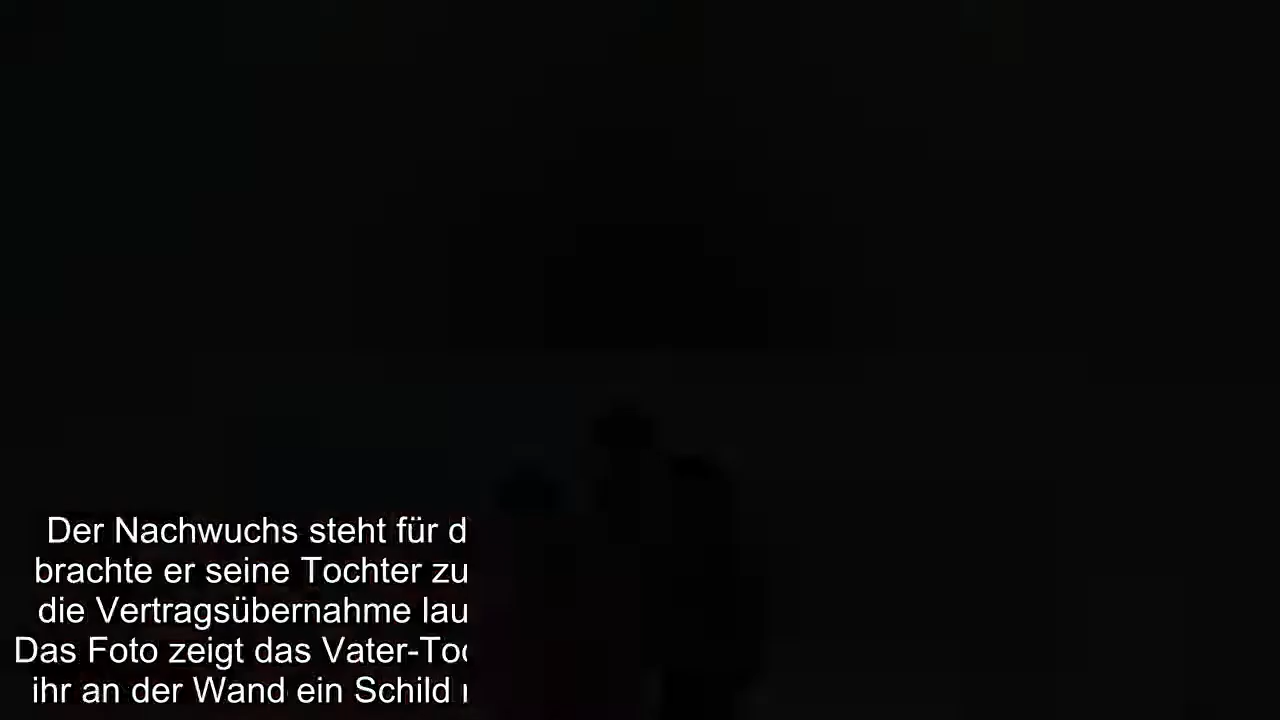 Der Nachwuchs steht für
brachte er seine Tochter zu
die Vertragsübernahme
Das Foto zeigt das
ihr an der Wand ein Schild